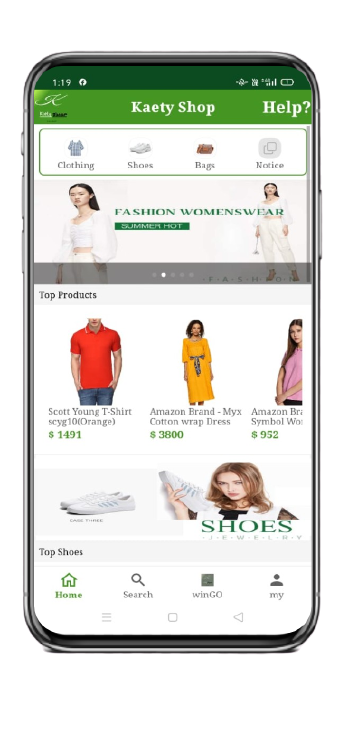 1:19
Kaety Shop
Help?
Clothing
Shoes
Bags
Notice
FASHION WOMENSWEAR
SUMMER HOT
-F-A-S-H-I-O-N
Top Products
Scott Young T-Shirt
scyg10(Orange)
$ 1491
Amazon Brand - Myx
Cotton wrap Dress
$ 3800
Amazon Bra
Symbol Wo
$ 952
SHOES
-J-E-W-E-L-R-Y
Top Shoes
Home
Search
winGO
my